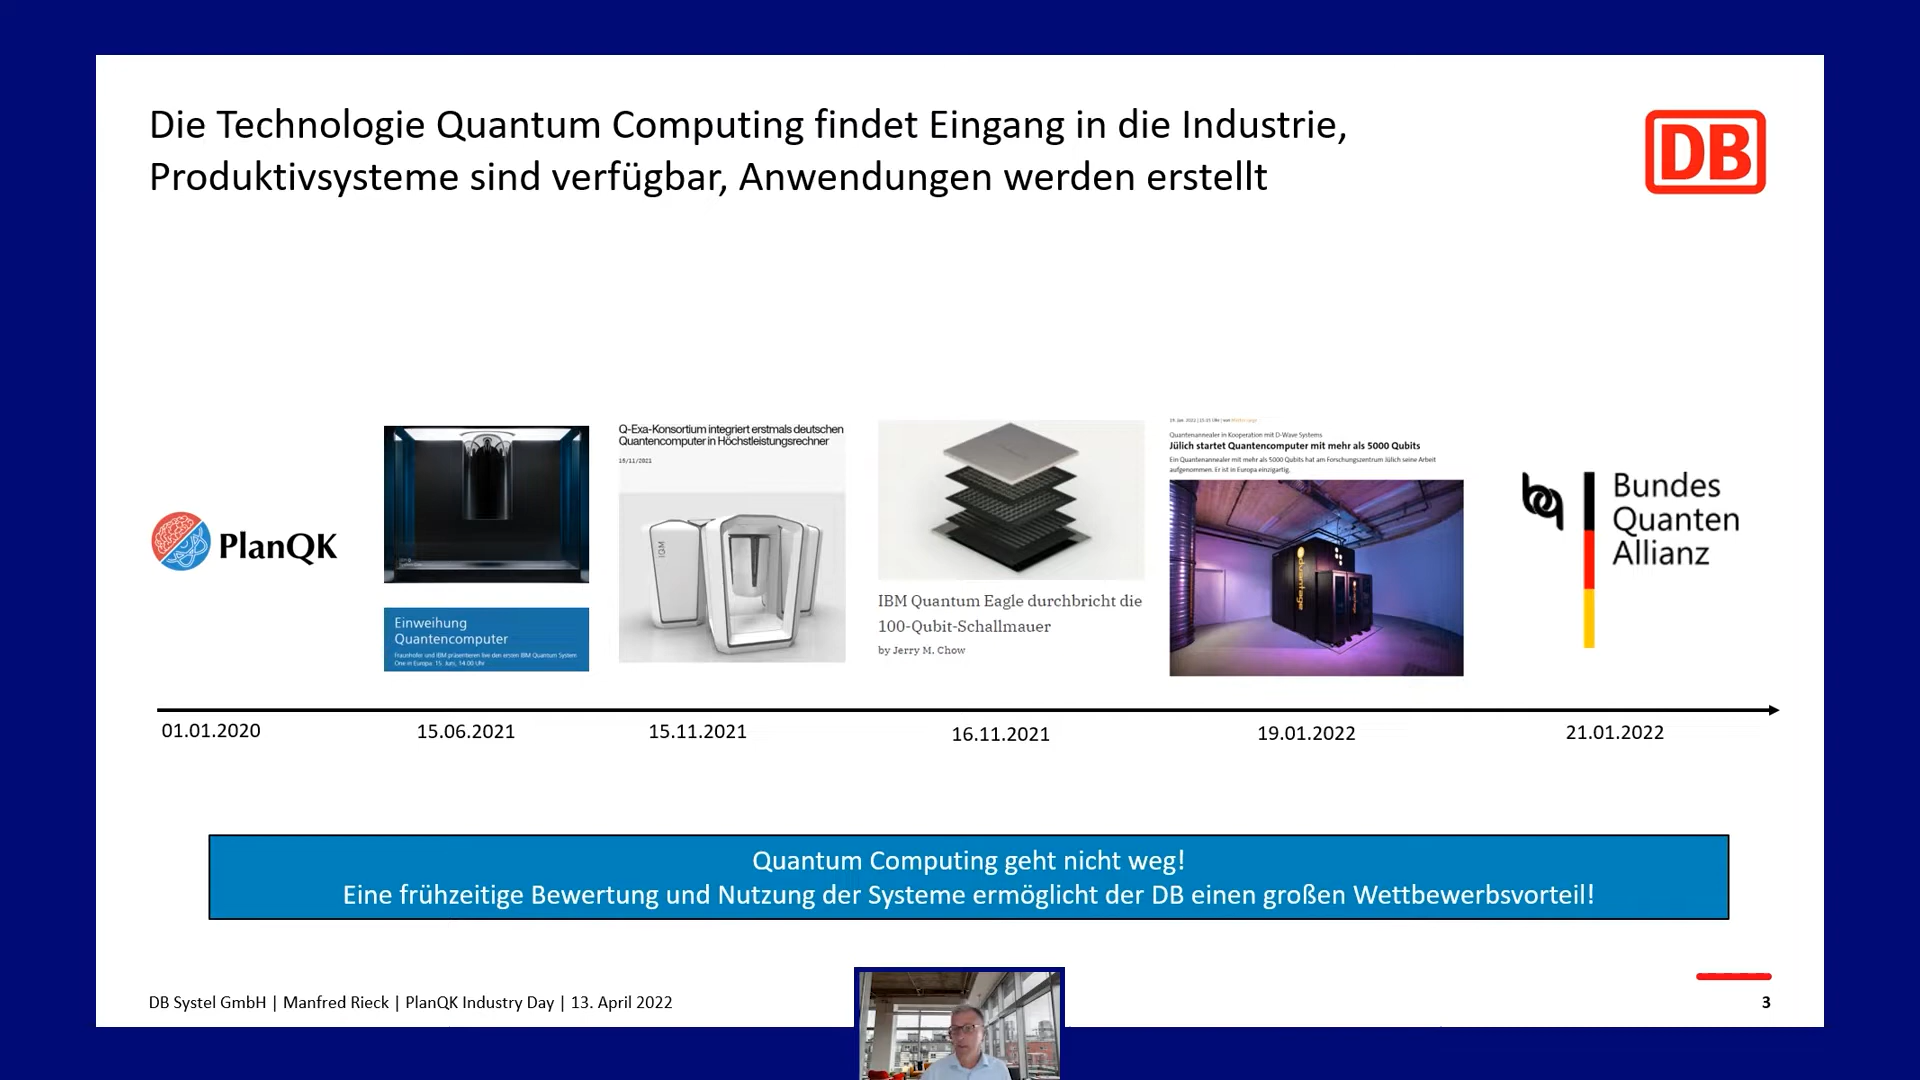 Die Technologie Quantum Computing findet Eingang in die Industrie,
Produktivsysteme sind verfügbar, Anwendungen werden erstellt
DB
PlanQK
Einweihung
Quantencomputer
Fraunhofer und IBM präsentieren live den ersten IBM Quantum System
One in Europa: 15. Juni, 14.00 Uhr
Q-Exa-Konsortium integriert erstmals deutschen
Quantencomputer in Höchstleistungsrechner
15/11/2021
IQM
IBM Quantum Eagle durchbricht die
100-Qubit-Schallmauer
by Jerry M. Chow
Quantenannealer in Kooperation mit D-Wave Systems
Jülich startet Quantencomputer mit mehr als 5000 Qubits
Ein Quantenannealer mit mehr als 5000 Qubits hat am Forschungszentrum Jülich seine Arbeit
aufgenommen. Er ist in Europa einzigartig.
bq
Bundes
Quanten
Allianz
01.01.2020
15.06.2021
15.11.2021
16.11.2021
19.01.2022
21.01.2022
Quantum Computing geht nicht weg!
Eine frühzeitige Bewertung und Nutzung der Systeme ermöglicht der DB einen großen Wettbewerbsvorteil!
DB Systel GmbH | Manfred Rieck | PlanQK Industry Day | 13. April 2022
3